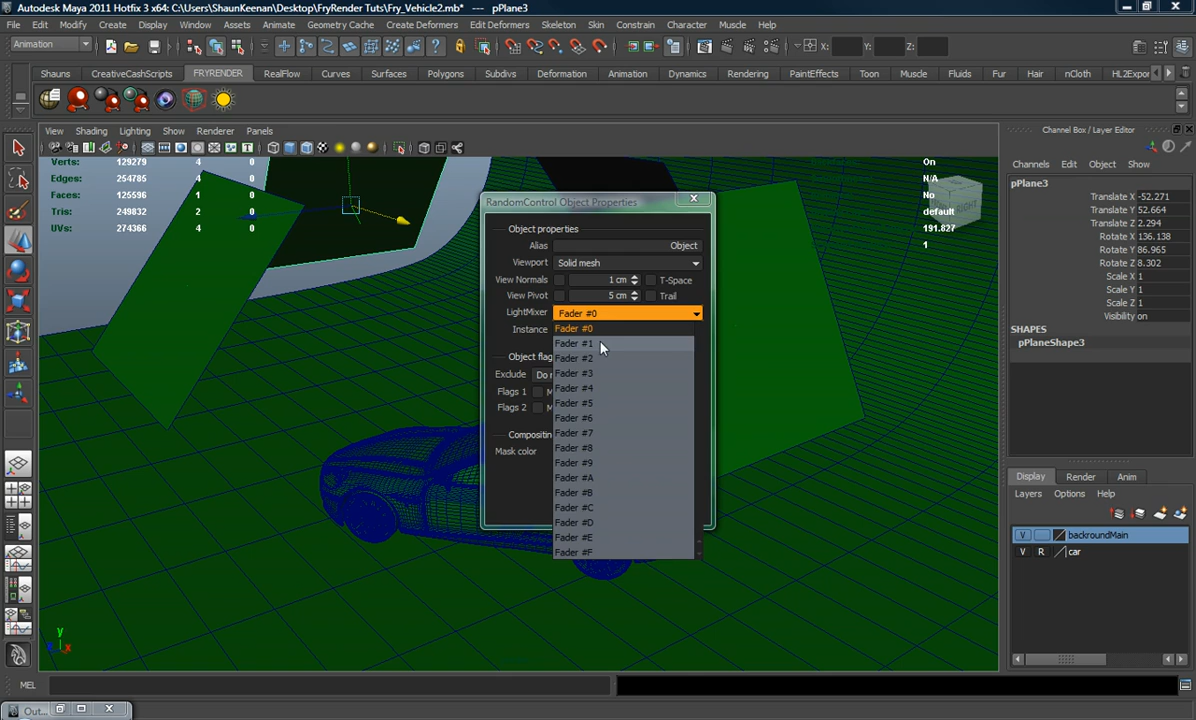 Autodesk Maya 2011 Hotfix 3 x64: C:\Users\ShaunKeenan\Desktop\FryRender Tuts\Fry_Vehicle2.mb* --- pPlane3
File Edit Modify Create Display Window Assets Animate Geometry Cache Create Deformers Edit Deformers Skeleton Skin Constrain Character Muscle Help
Animation X: Y: Z:
Shauns CreativeCashScripts FRYRENDER RealFlow Curves Surfaces Polygons Subdivs Deformation Animation Dynamics Rendering PaintEffects Toon Muscle Fluids Fur Hair nCloth HL2Expor
View Shading Lighting Show Renderer Panels
Verts: 129279 4 0
Edges: 254785 4 0
Faces: 125596 1 0
Tris: 249832 2 0
UVs: 274366 4 0
On
N/A
No
default
191.827
1
RIGHT
RandomControl Object Properties
Object properties
Alias Object
Viewport Solid mesh
View Normals 1 cm T-Space
View Pivot 5 cm Trail
LightMixer Fader #0
Instance
Fader #0
Fader #1
Fader #2
Fader #3
Fader #4
Fader #5
Fader #6
Fader #7
Fader #8
Fader #9
Fader #A
Fader #B
Fader #C
Fader #D
Fader #E
Fader #F
Object flag
Exclude Do
Flags 1 M
Flags 2 M
Compositin
Mask color
Channel Box / Layer Editor
Channels Edit Object Show
pPlane3
Translate X -52.271
Translate Y 52.664
Translate Z 2.294
Rotate X 136.138
Rotate Y 86.965
Rotate Z 8.302
Scale X 1
Scale Y 1
Scale Z 1
Visibility on
SHAPES
pPlaneShape3
Display Render Anim
Layers Options Help
V backroundMain
V R car
y
x
MEL
Out...